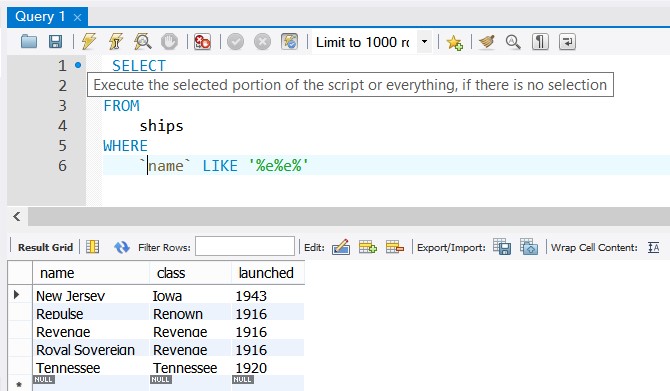 Query 1 ×
Limit to 1000 rc
1 SELECT
2 Execute the selected portion of the script or everything, if there is no selection
3 FROM
4 ships
5 WHERE
6 `name` LIKE '%e%e%'
Result Grid Filter Rows: Edit: Export/Import: Wrap Cell Content: IA
name class launched
New Jersey Iowa 1943
Repulse Renown 1916
Revenge Revenge 1916
Royal Sovereign Revenge 1916
Tennessee Tennessee 1920
NULL NULL NULL